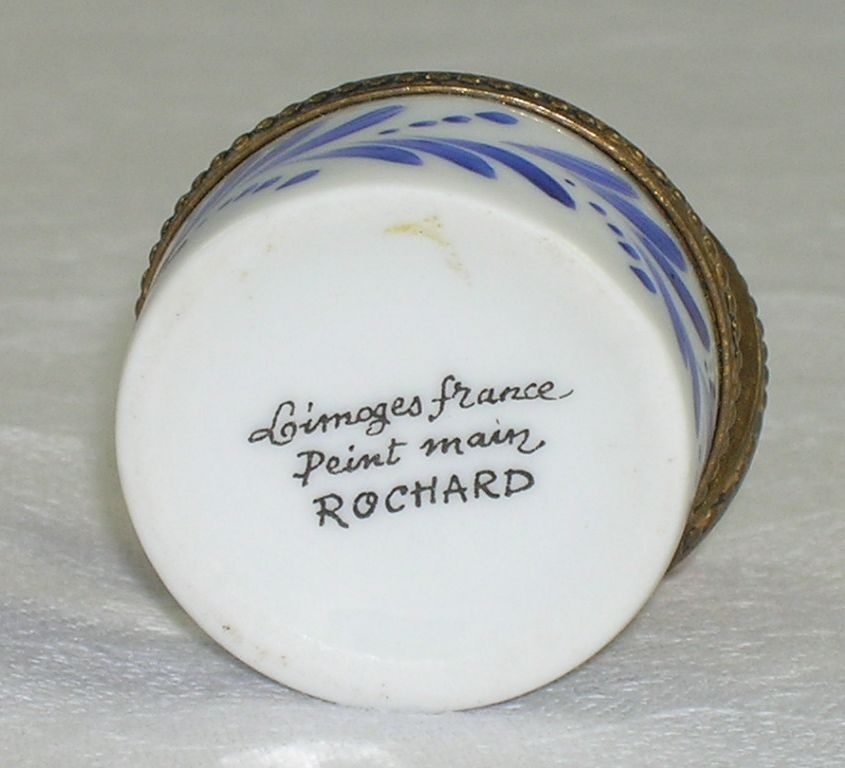 Limoges france
Peint main
ROCHARD